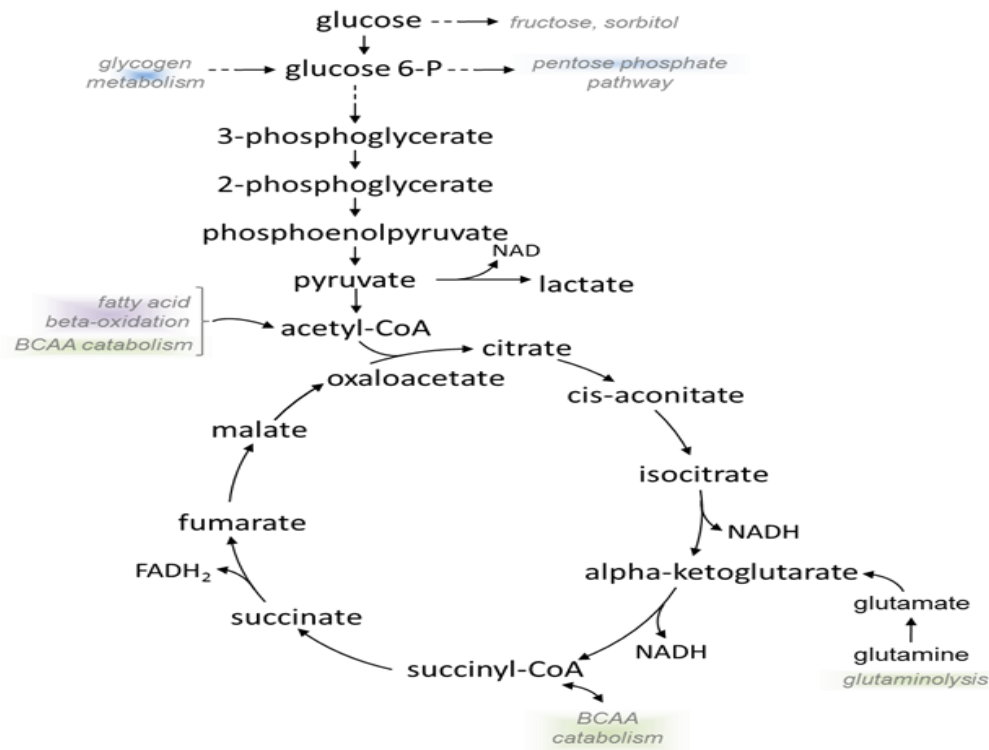 glucose
fructose, sorbitol
glycogen
metabolism
glucose 6-P
pentose phosphate
pathway
3-phosphoglycerate
2-phosphoglycerate
phosphoenolpyruvate
NAD
pyruvate
lactate
fatty acid
beta-oxidation
BCAA catabolism
acetyl-CoA
citrate
oxaloacetate
cis-aconitate
malate
isocitrate
fumarate
NADH
FADH₂
alpha-ketoglutarate
glutamate
succinate
NADH
glutamine
glutaminolysis
succinyl-CoA
BCAA
catabolism